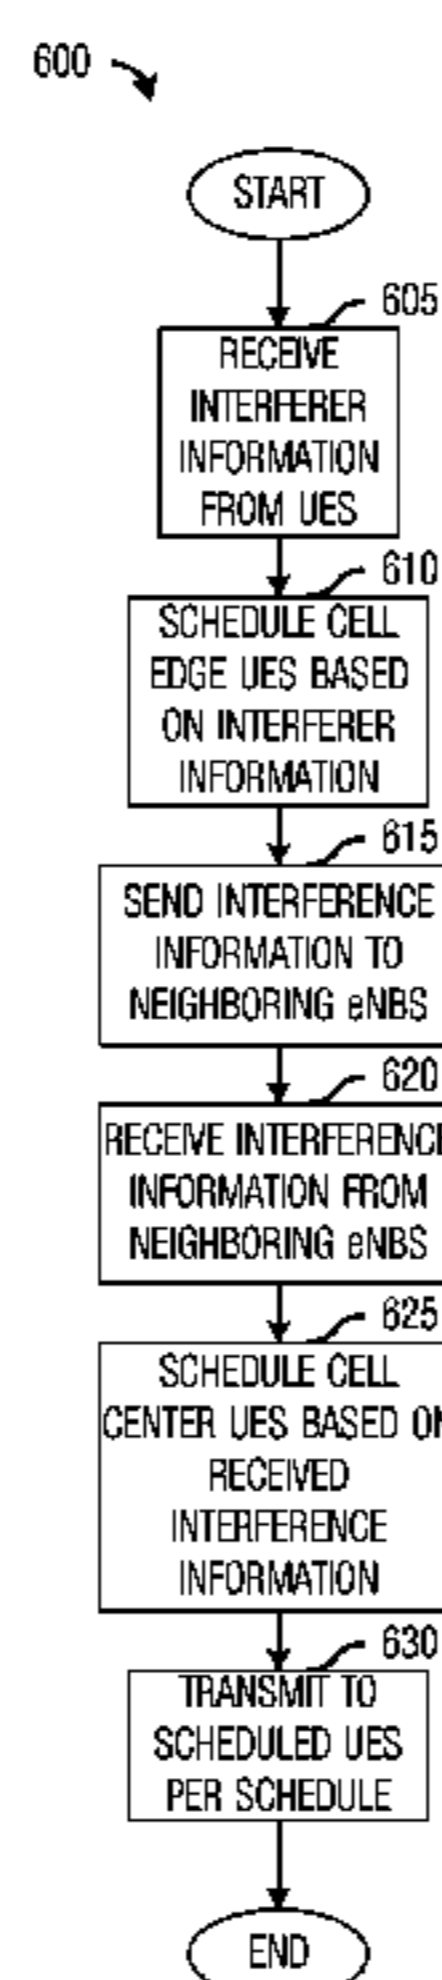 600
START
605
RECEIVE
INTERFERER
INFORMATION
FROM UES
610
SCHEDULE CELL
EDGE UES BASED
ON INTERFERER
INFORMATION
615
SEND INTERFERENCE
INFORMATION TO
NEIGHBORING eNBS
620
RECEIVE INTERFERENCE
INFORMATION FROM
NEIGHBORING eNBS
625
SCHEDULE CELL
CENTER UES BASED ON
RECEIVED
INTERFERENCE
INFORMATION
630
TRANSMIT TO
SCHEDULED UES
PER SCHEDULE
END